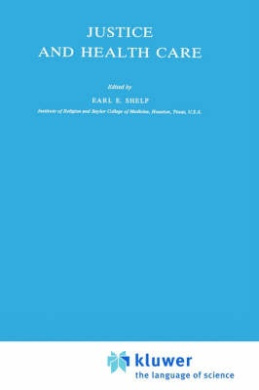 JUSTICE
AND HEALTH CARE
Edited by
EARL E. SHELP
Institute of Religion and Baylor College of Medicine, Houston, Texas, U.S.A.
kluwer
the language of science